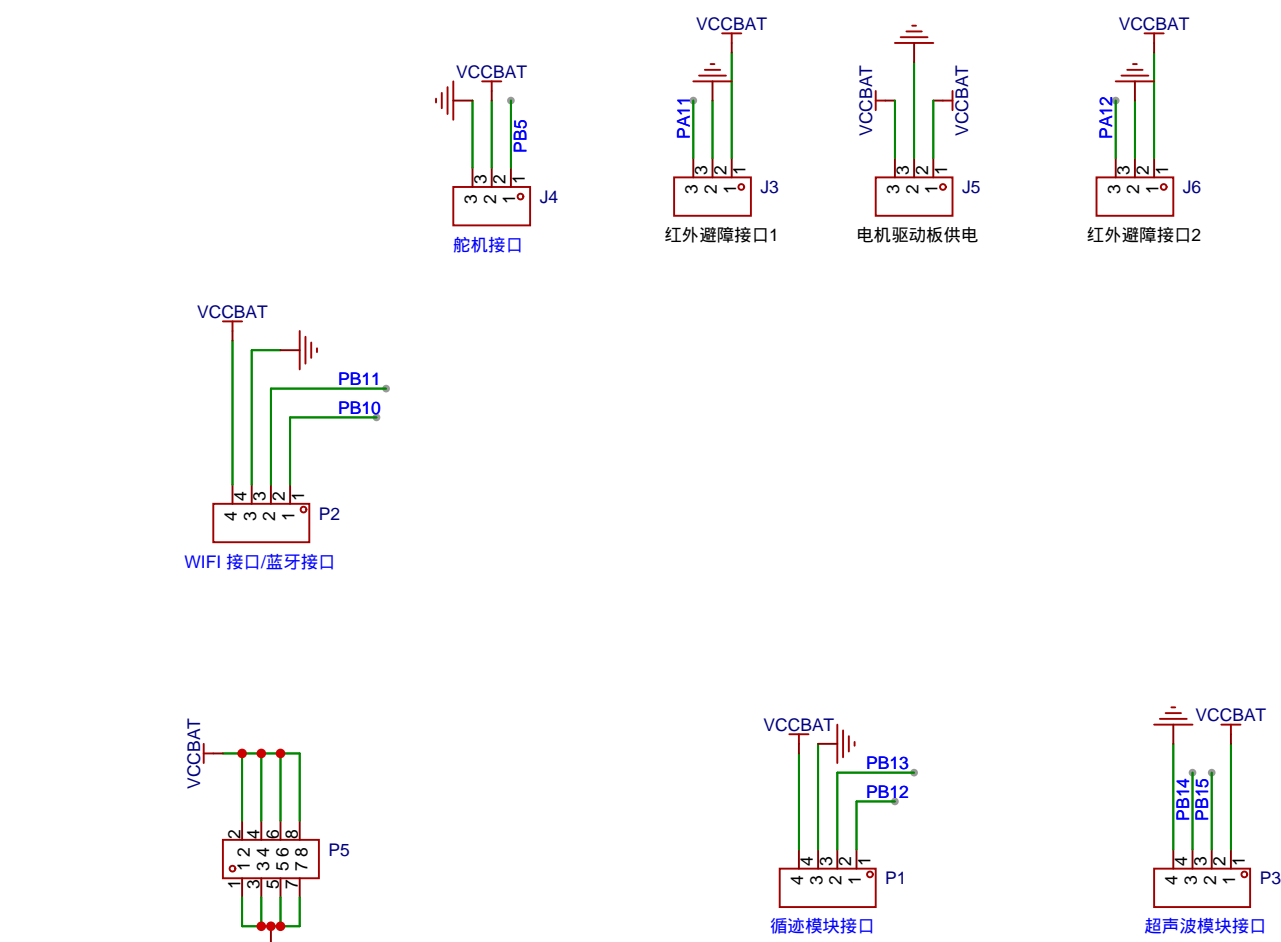 VCCBAT
PB5
3 2 1
3 2 1
J4
舵机接口
VCCBAT
PA11
3 2 1
3 2 1
J3
红外避障接口1
VCCBAT
VCCBAT
3 2 1
3 2 1
J5
电机驱动板供电
VCCBAT
PA12
3 2 1
3 2 1
J6
红外避障接口2
VCCBAT
PB11
PB10
4 3 2 1
4 3 2 1
P2
WIFI 接口/蓝牙接口
VCCBAT
2 4 6 8
2 4 6 8
1 3 5 7
1 3 5 7
P5
VCCBAT
PB13
PB12
4 3 2 1
4 3 2 1
P1
循迹模块接口
VCCBAT
PB14
PB15
4 3 2 1
4 3 2 1
P3
超声波模块接口